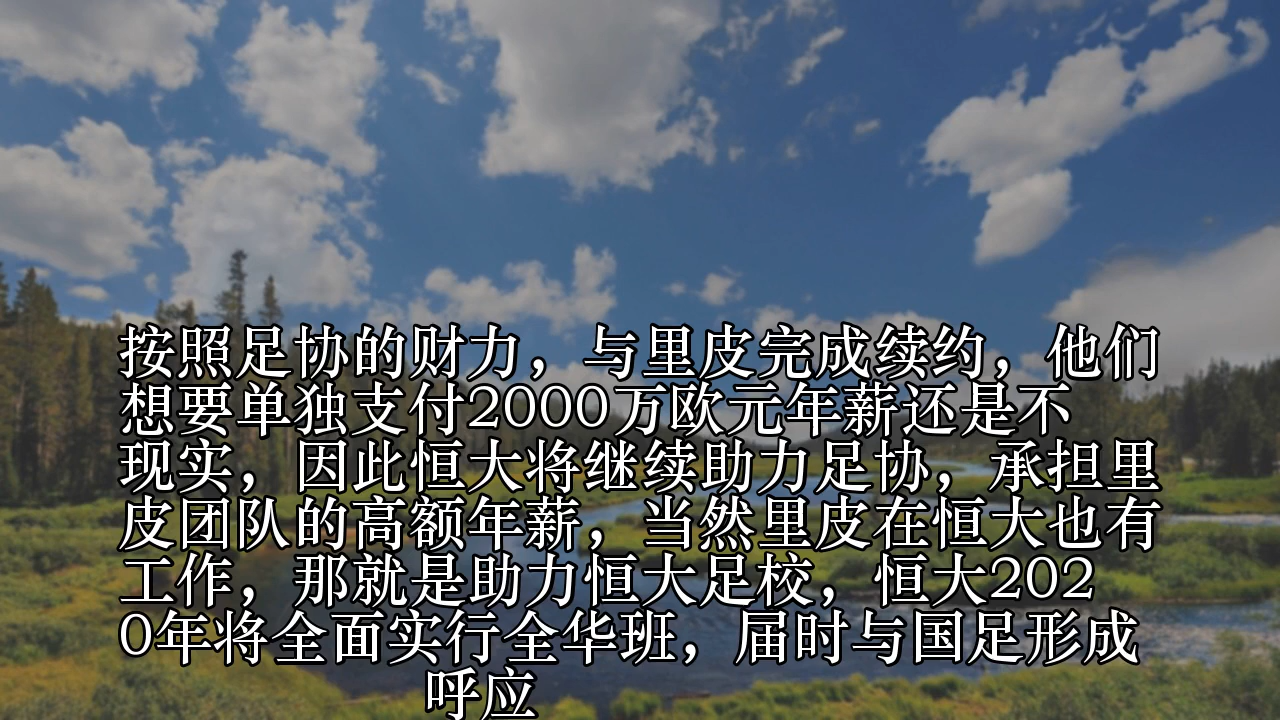 按照足协的财力，与里皮完成续约，他们
想要单独支付2000万欧元年薪还是不
现实，因此恒大将继续助力足协，承担里
皮团队的高额年薪，当然里皮在恒大也有
工作，那就是助力恒大足校，恒大202
0年将全面实行全华班，届时与国足形成
呼应